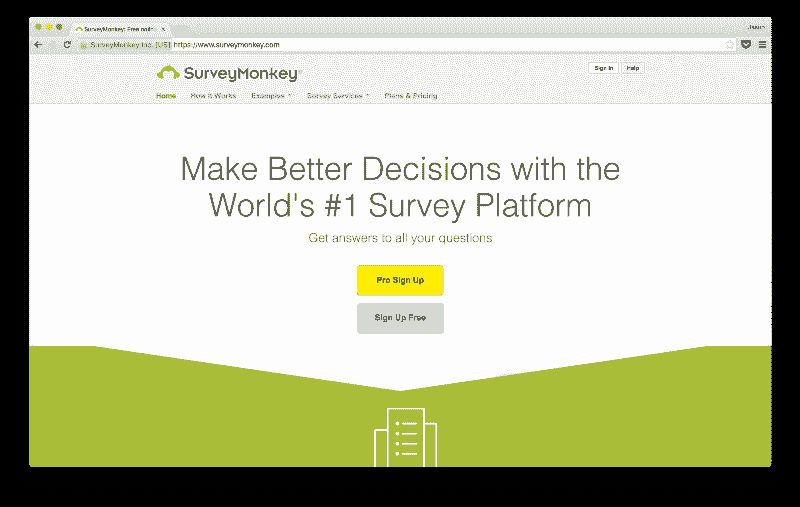 SurveyMonkey: Free onlin
SurveyMonkey Inc. [US] https://www.surveymonkey.com
SurveyMonkey®
Sign In Help
Home How It Works Examples Survey Services Plans & Pricing
Make Better Decisions with the
World's #1 Survey Platform
Get answers to all your questions
Pro Sign Up
Sign Up Free